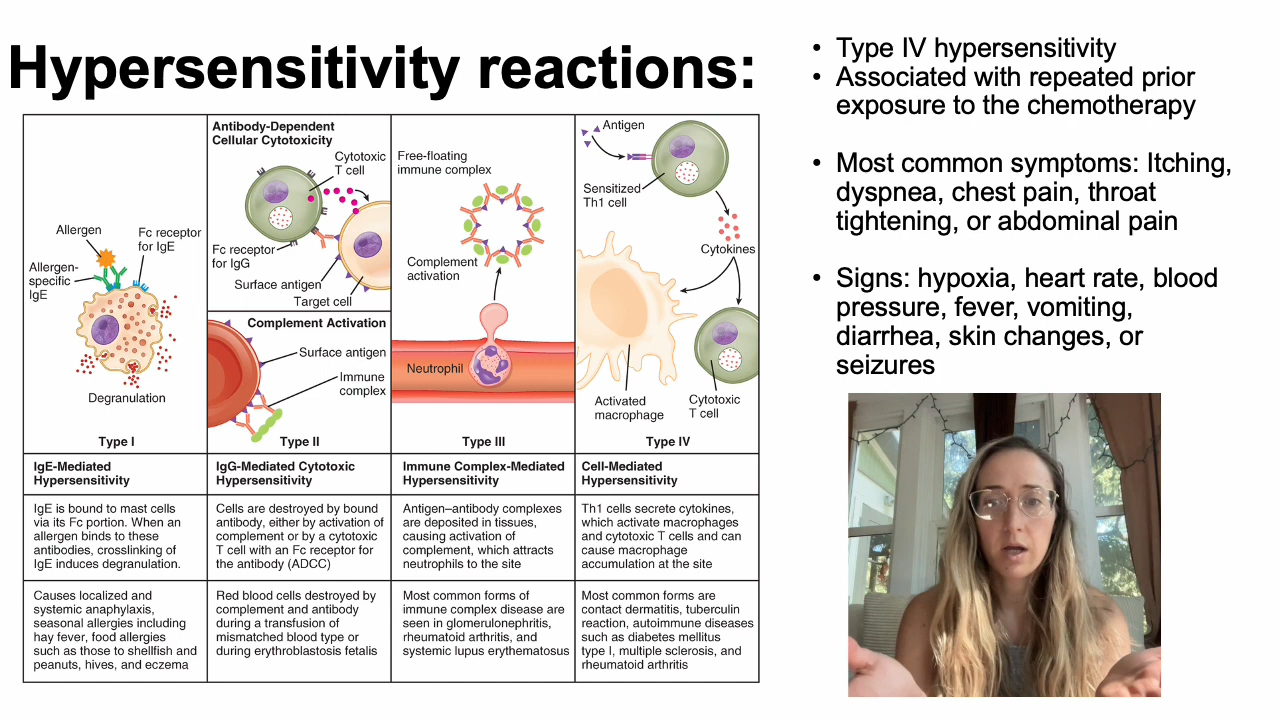 Hypersensitivity reactions:
Antibody-Dependent
Cellular Cytotoxicity
Cytotoxic
T cell
Fc receptor
for IgG
Surface antigen
Target cell
Allergen
Fc receptor
for IgE
Allergen-
specific
IgE
Degranulation
Type I
Complement Activation
Surface antigen
Immune
complex
Type II
Free-floating
immune complex
Complement
activation
Neutrophil
Type III
Antigen
Sensitized
Th1 cell
Cytokines
Activated
macrophage
Cytotoxic
T cell
Type IV
IgE-Mediated
Hypersensitivity
IgG-Mediated Cytotoxic
Hypersensitivity
Immune Complex-Mediated
Hypersensitivity
Cell-Mediated
Hypersensitivity
IgE is bound to mast cells
via its Fc portion. When an
allergen binds to these
antibodies, crosslinking of
IgE induces degranulation.
Cells are destroyed by bound
antibody, either by activation of
complement or by a cytotoxic
T cell with an Fc receptor for
the antibody (ADCC)
Antigen–antibody complexes
are deposited in tissues,
causing activation of
complement, which attracts
neutrophils to the site
Th1 cells secrete cytokines,
which activate macrophages
and cytotoxic T cells and can
cause macrophage
accumulation at the site
Causes localized and
systemic anaphylaxis,
seasonal allergies including
hay fever, food allergies
such as those to shellfish and
peanuts, hives, and eczema
Red blood cells destroyed by
complement and antibody
during a transfusion of
mismatched blood type or
during erythroblastosis fetalis
Most common forms of
immune complex disease are
seen in glomerulonephritis,
rheumatoid arthritis, and
systemic lupus erythematosus
Most common forms are
contact dermatitis, tuberculin
reaction, autoimmune diseases
such as diabetes mellitus
type I, multiple sclerosis, and
rheumatoid arthritis
• Type IV hypersensitivity
• Associated with repeated prior
exposure to the chemotherapy
• Most common symptoms: Itching,
dyspnea, chest pain, throat
tightening, or abdominal pain
• Signs: hypoxia, heart rate, blood
pressure, fever, vomiting,
diarrhea, skin changes, or
seizures